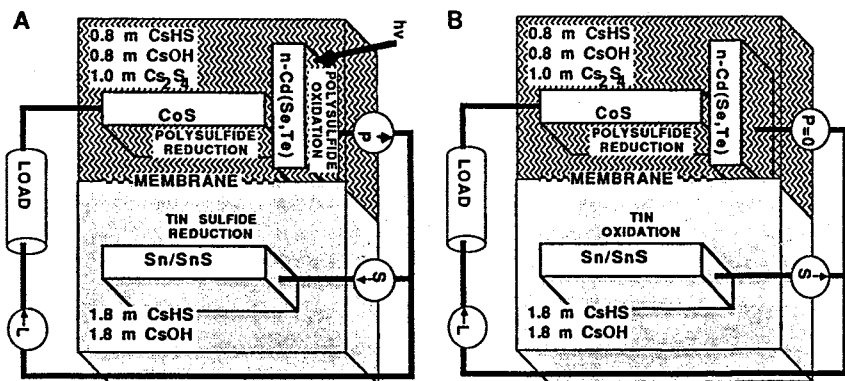 A
0.8 m CsHS
0.8 m CsOH
1.0 m Cs2S4
hν
n-Cd(Se,Te)
POLYSULFIDE
OXIDATION
CoS
POLYSULFIDE
REDUCTION
P
LOAD
MEMBRANE
TIN SULFIDE
REDUCTION
Sn/SnS
S
1.8 m CsHS
1.8 m CsOH
L
B
0.8 m CsHS
0.8 m CsOH
1.0 m Cs2S4
n-Cd(Se,Te)
CoS
POLYSULFIDE
REDUCTION
P=0
LOAD
MEMBRANE
TIN
OXIDATION
Sn/SnS
S
1.8 m CsHS
1.8 m CsOH
L